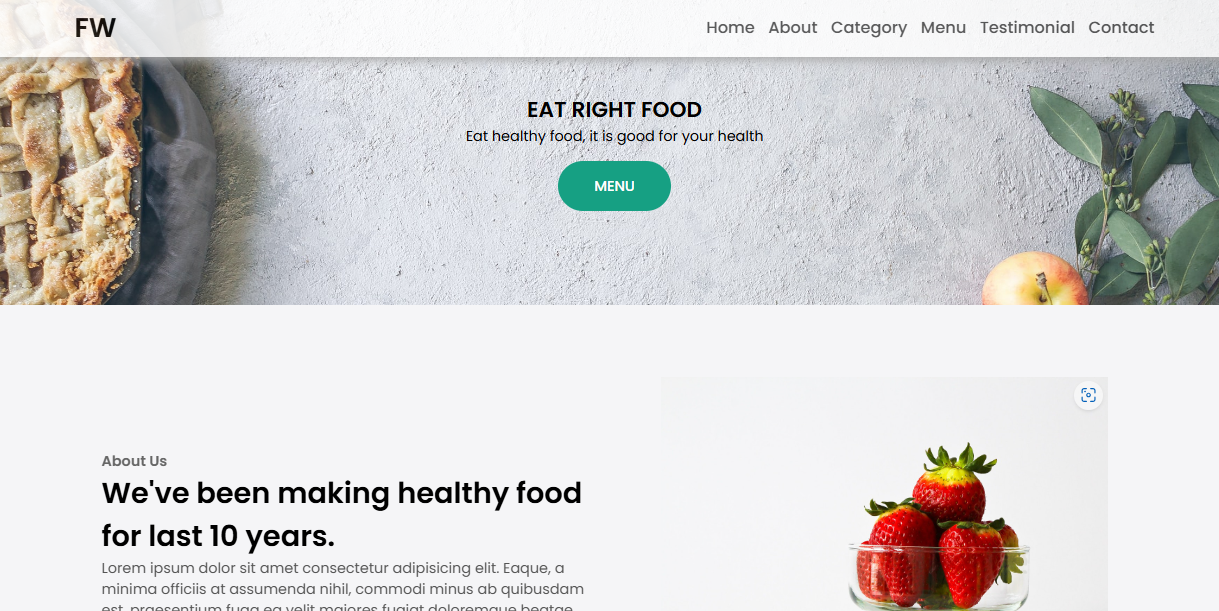 FW
Home About Category Menu Testimonial Contact
EAT RIGHT FOOD
Eat healthy food, it is good for your health
MENU
About Us
We've been making healthy food
for last 10 years.
Lorem ipsum dolor sit amet consectetur adipisicing elit. Eaque, a
minima officiis at assumenda nihil, commodi minus ab quibusdam
est, praesentium fuga ea velit maiores fugiat doloremque beatae